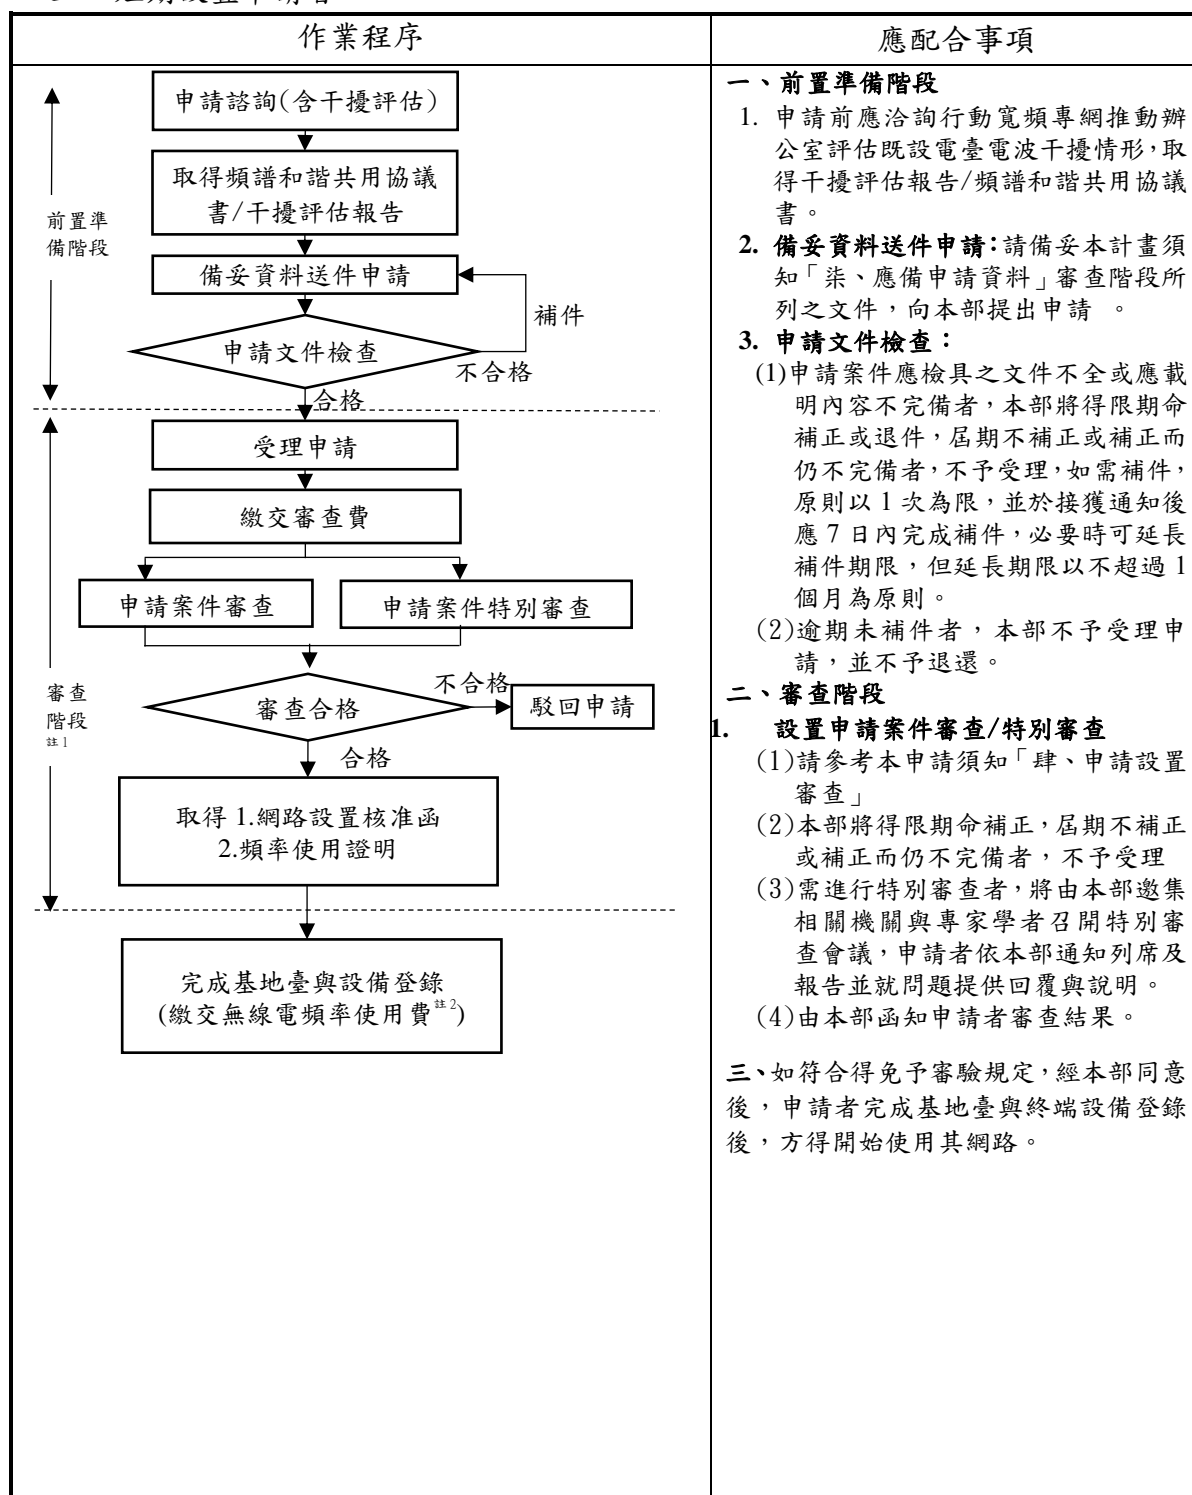 作業程序
應配合事項
申請諮詢(含干擾評估)
取得頻譜和諧共用協議
書/干擾評估報告
前置準
備階段
備妥資料送件申請
補件
申請文件檢查
不合格
合格
受理申請
繳交審查費
申請案件審查
申請案件特別審查
審查
階段
註1
不合格
審查合格
駁回申請
合格
取得 1.網路設置核准函
2.頻率使用證明
完成基地臺與設備登錄
(繳交無線電頻率使用費註2)
一、前置準備階段
1. 申請前應洽詢行動寬頻專網推動辦
公室評估既設電臺電波干擾情形,取
得干擾評估報告/頻譜和諧共用協議
書。
2. 備妥資料送件申請:請備妥本計畫須
知「柒、應備申請資料」審查階段所
列之文件,向本部提出申請 。
3. 申請文件檢查:
(1)申請案件應檢具之文件不全或應載
明內容不完備者,本部將得限期命
補正或退件,屆期不補正或補正而
仍不完備者,不予受理,如需補件,
原則以 1 次為限,並於接獲通知後
應 7 日內完成補件,必要時可延長
補件期限,但延長期限以不超過 1
個月為原則。
(2)逾期未補件者,本部不予受理申
請,並不予退還。
二、審查階段
1. 設置申請案件審查/特別審查
(1)請參考本申請須知「肆、申請設置
審查」
(2)本部將得限期命補正,屆期不補正
或補正而仍不完備者,不予受理
(3)需進行特別審查者,將由本部邀集
相關機關與專家學者召開特別審
查會議,申請者依本部通知列席及
報告並就問題提供回覆與說明。
(4)由本部函知申請者審查結果。
三、如符合得免予審驗規定,經本部同意
後,申請者完成基地臺與終端設備登錄
後,方得開始使用其網路。